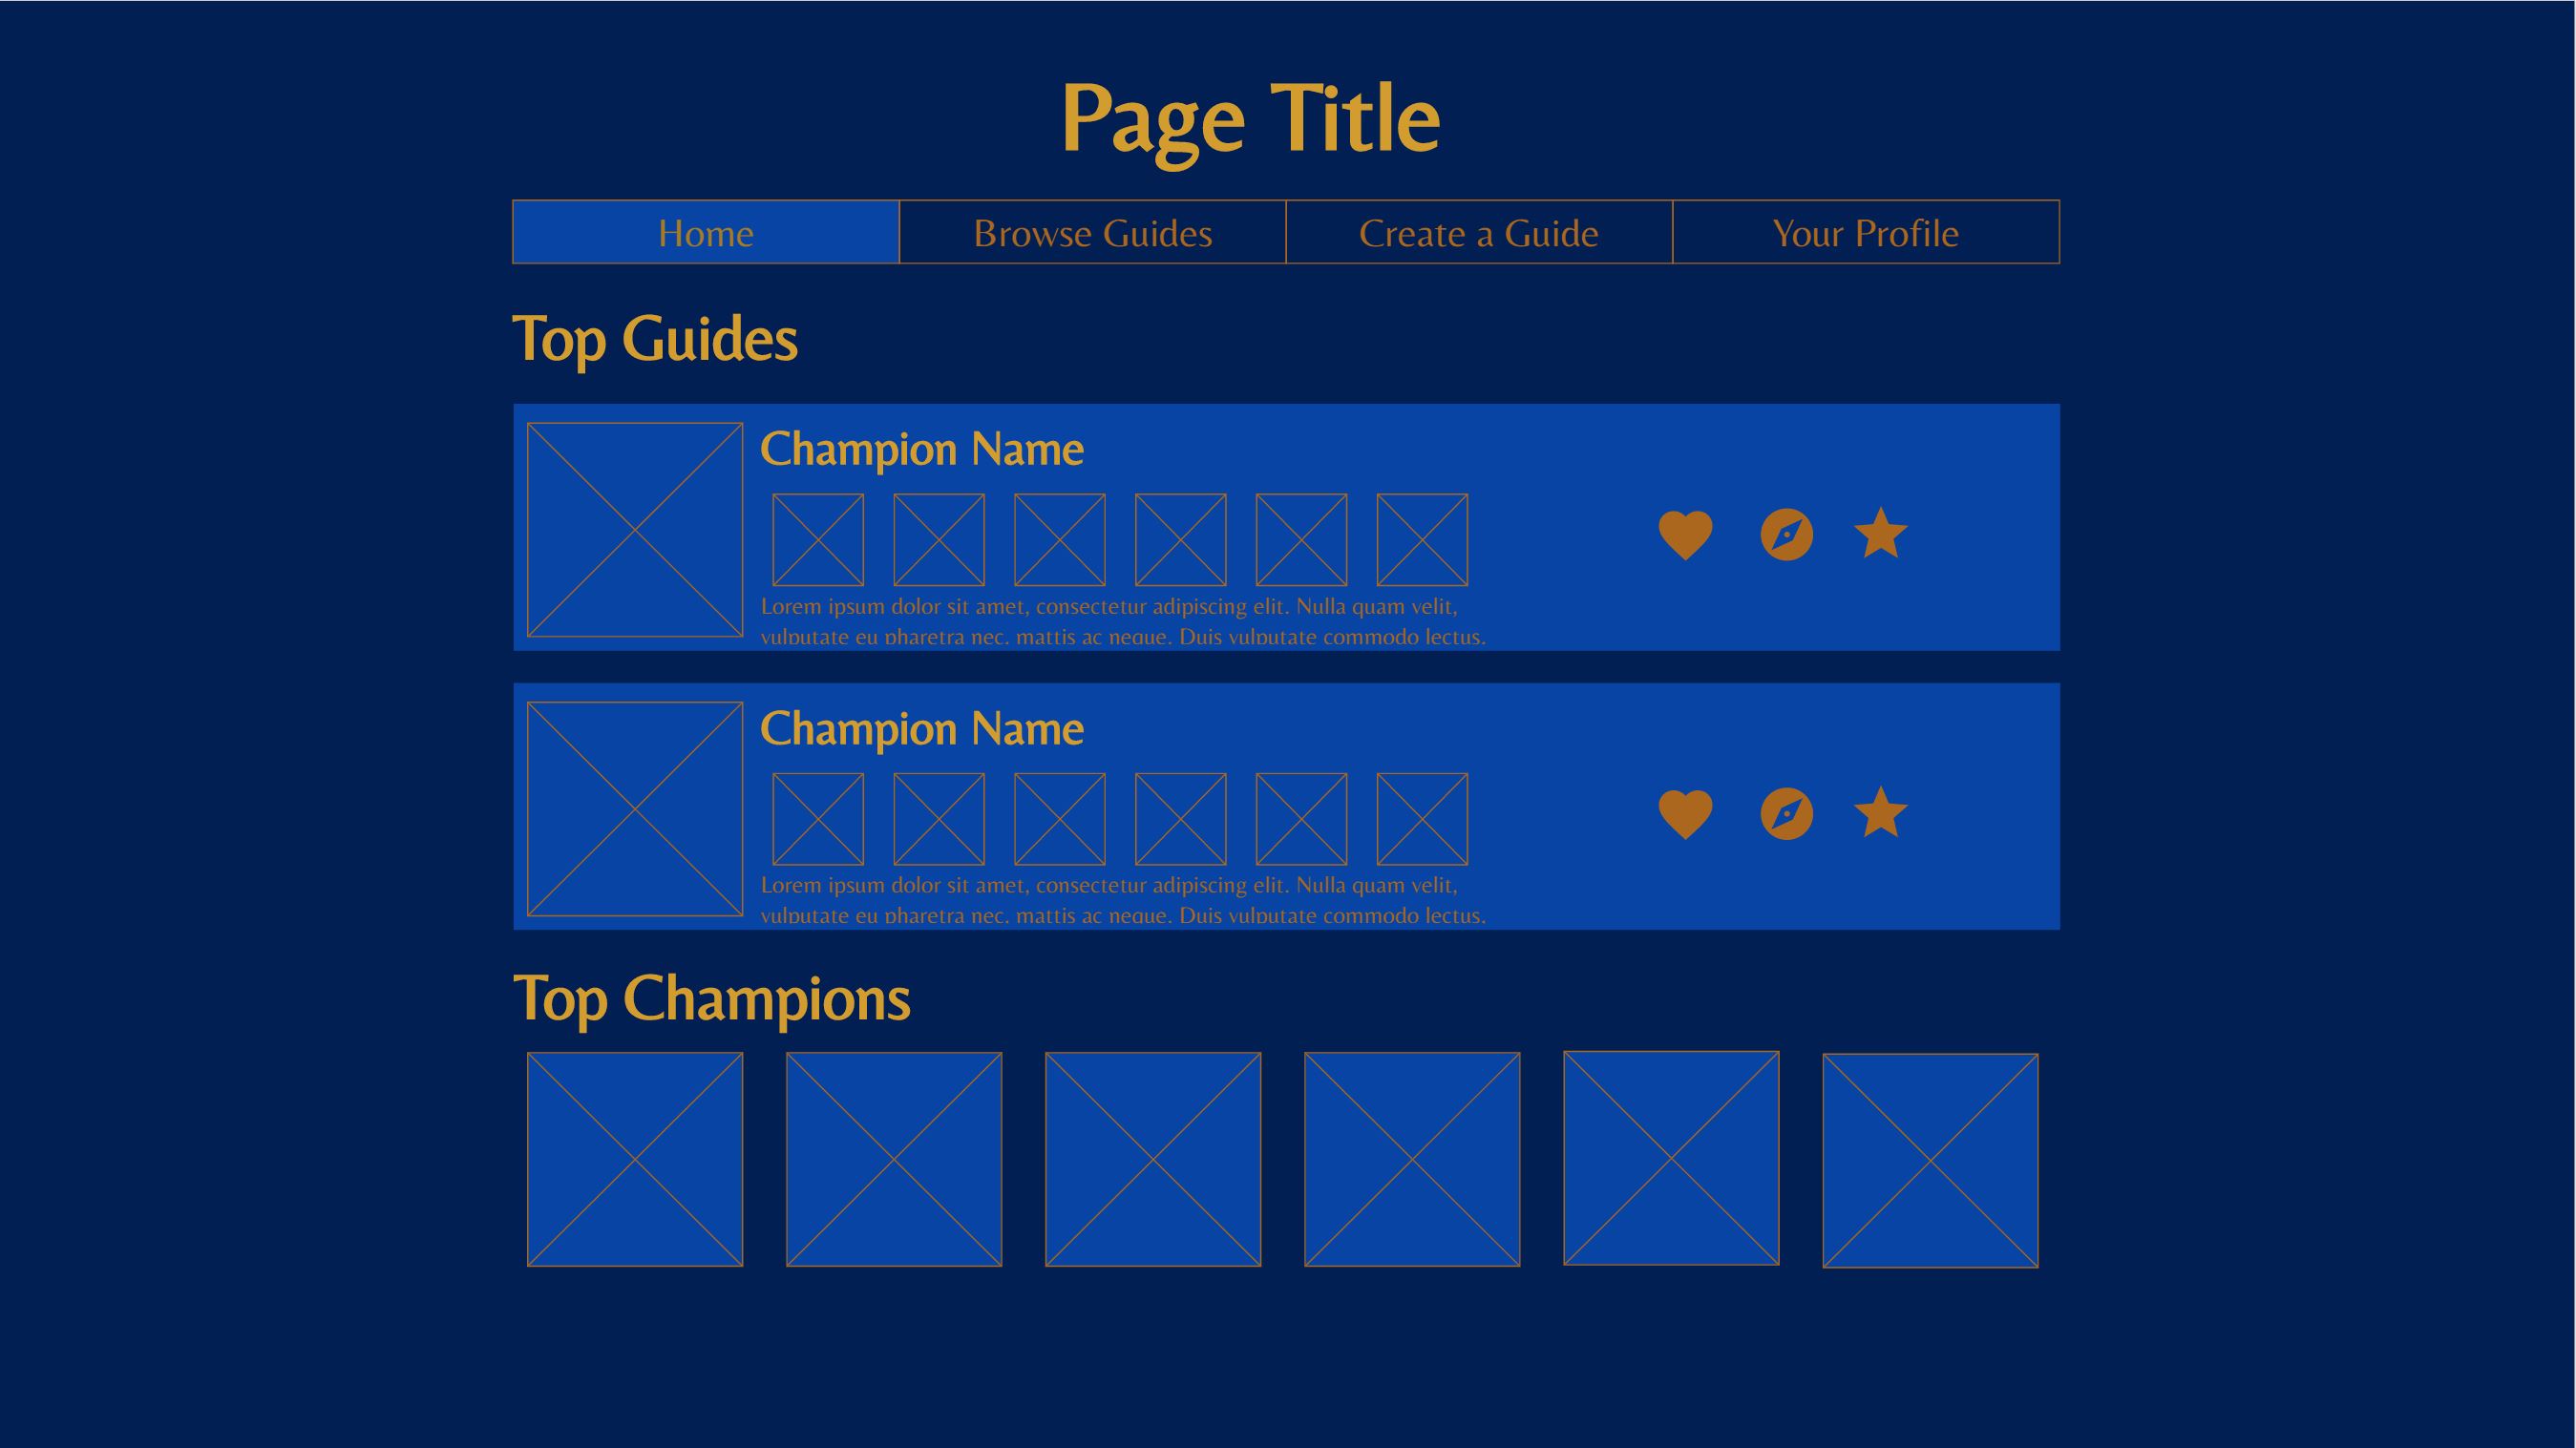 Page Title
Home
Browse Guides
Create a Guide
Your Profile
Top Guides
Champion Name
Lorem ipsum dolor sit amet, consectetur adipiscing elit. Nulla quam velit,
vulputate eu pharetra nec, mattis ac neque. Duis vulputate commodo lectus,
Champion Name
Lorem ipsum dolor sit amet, consectetur adipiscing elit. Nulla quam velit,
vulputate eu pharetra nec, mattis ac neque. Duis vulputate commodo lectus,
Top Champions